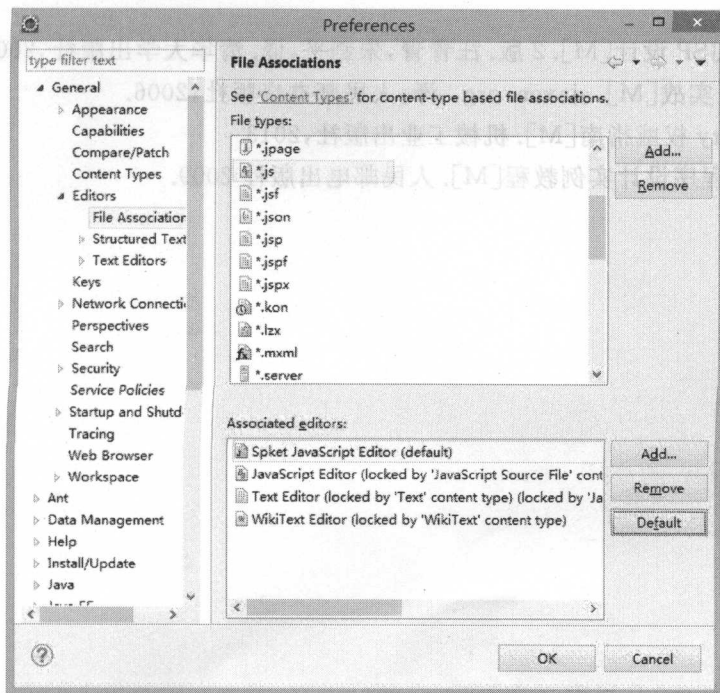 Preferences
type filter text
File Associations
General
Appearance
Capabilities
Compare/Patch
Content Types
Editors
File Association
Structured Text
Text Editors
Keys
Network Connecti
Perspectives
Search
Security
Service Policies
Startup and Shutd
Tracing
Web Browser
Workspace
Ant
Data Management
Help
Install/Update
Java
Java EE
See 'Content Types' for content-type based file associations.
File types:
*.jpage
*.js
*.jsf
*.json
*.jsp
*.jspf
*.jspx
*.kon
*.lzx
*.mxml
*.server
Add...
Remove
Associated editors:
Spket JavaScript Editor (default)
JavaScript Editor (locked by 'JavaScript Source File' cont
Text Editor (locked by 'Text' content type) (locked by 'Ja
WikiText Editor (locked by 'WikiText' content type)
Add...
Remove
Default
OK
Cancel